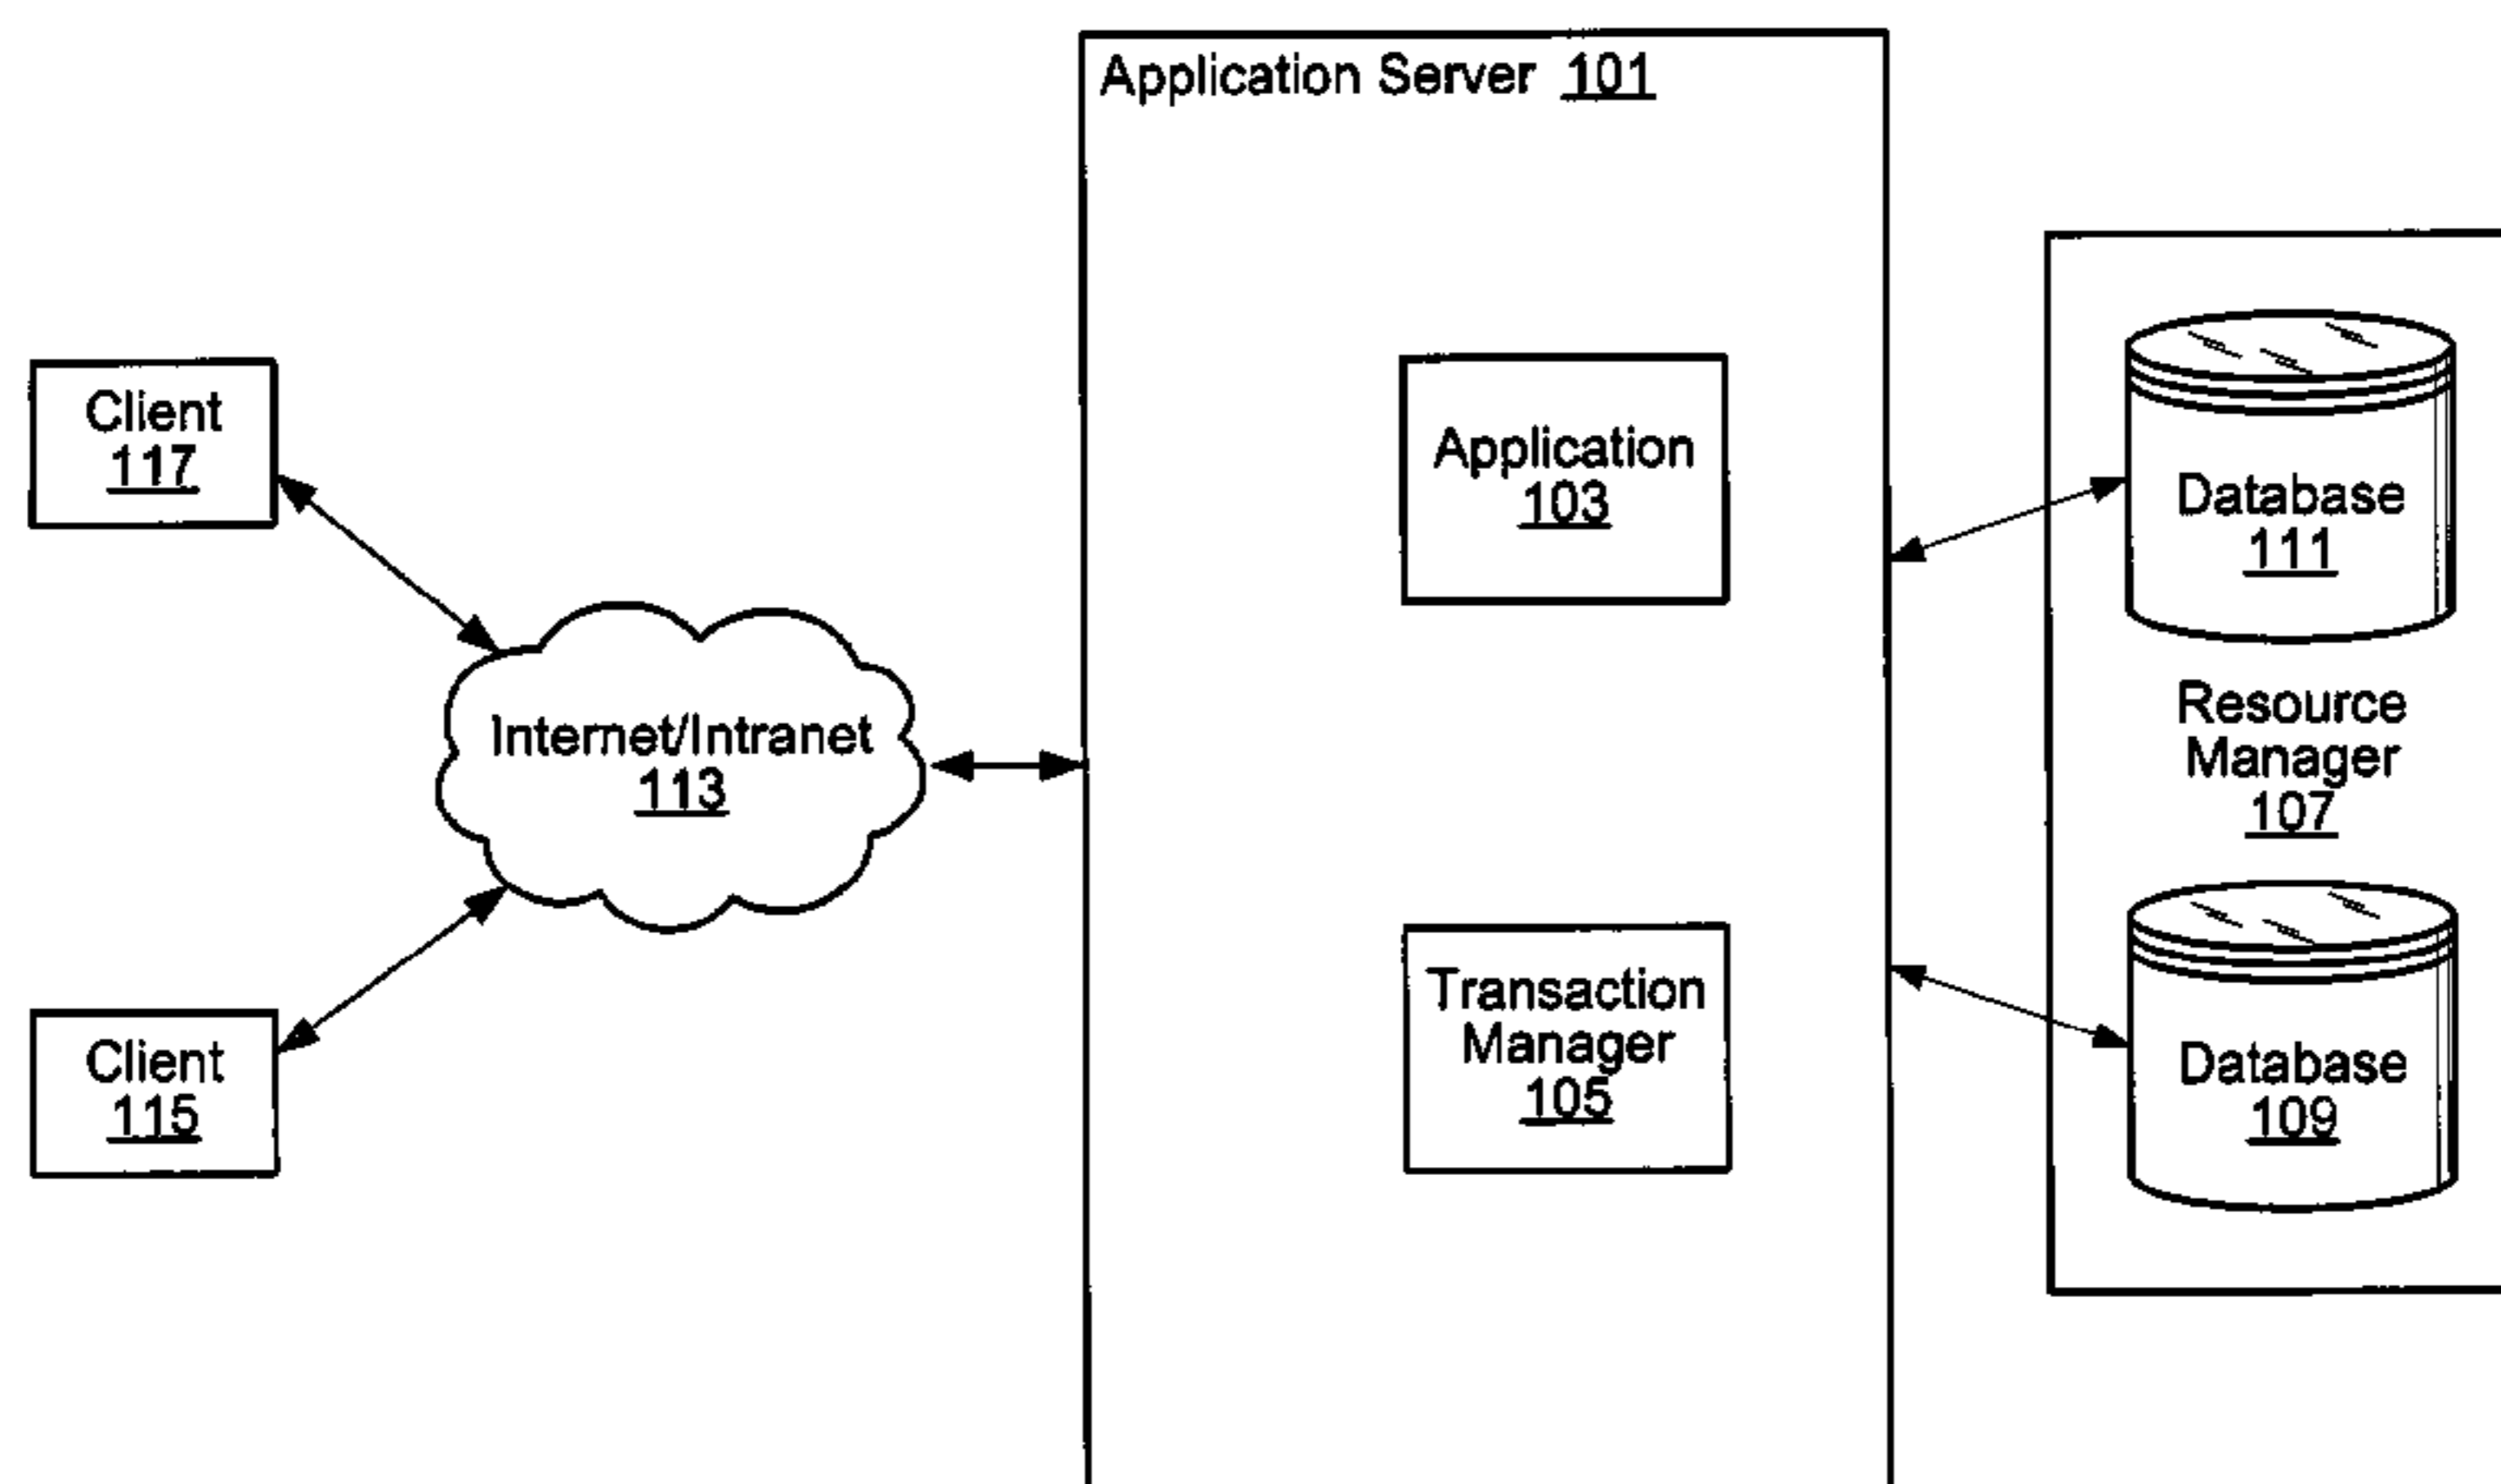 Application Server 101
Client
117
Application
103
Database
111
Internet/Intranet
113
Resource
Manager
107
Transaction
Manager
105
Client
115
Database
109